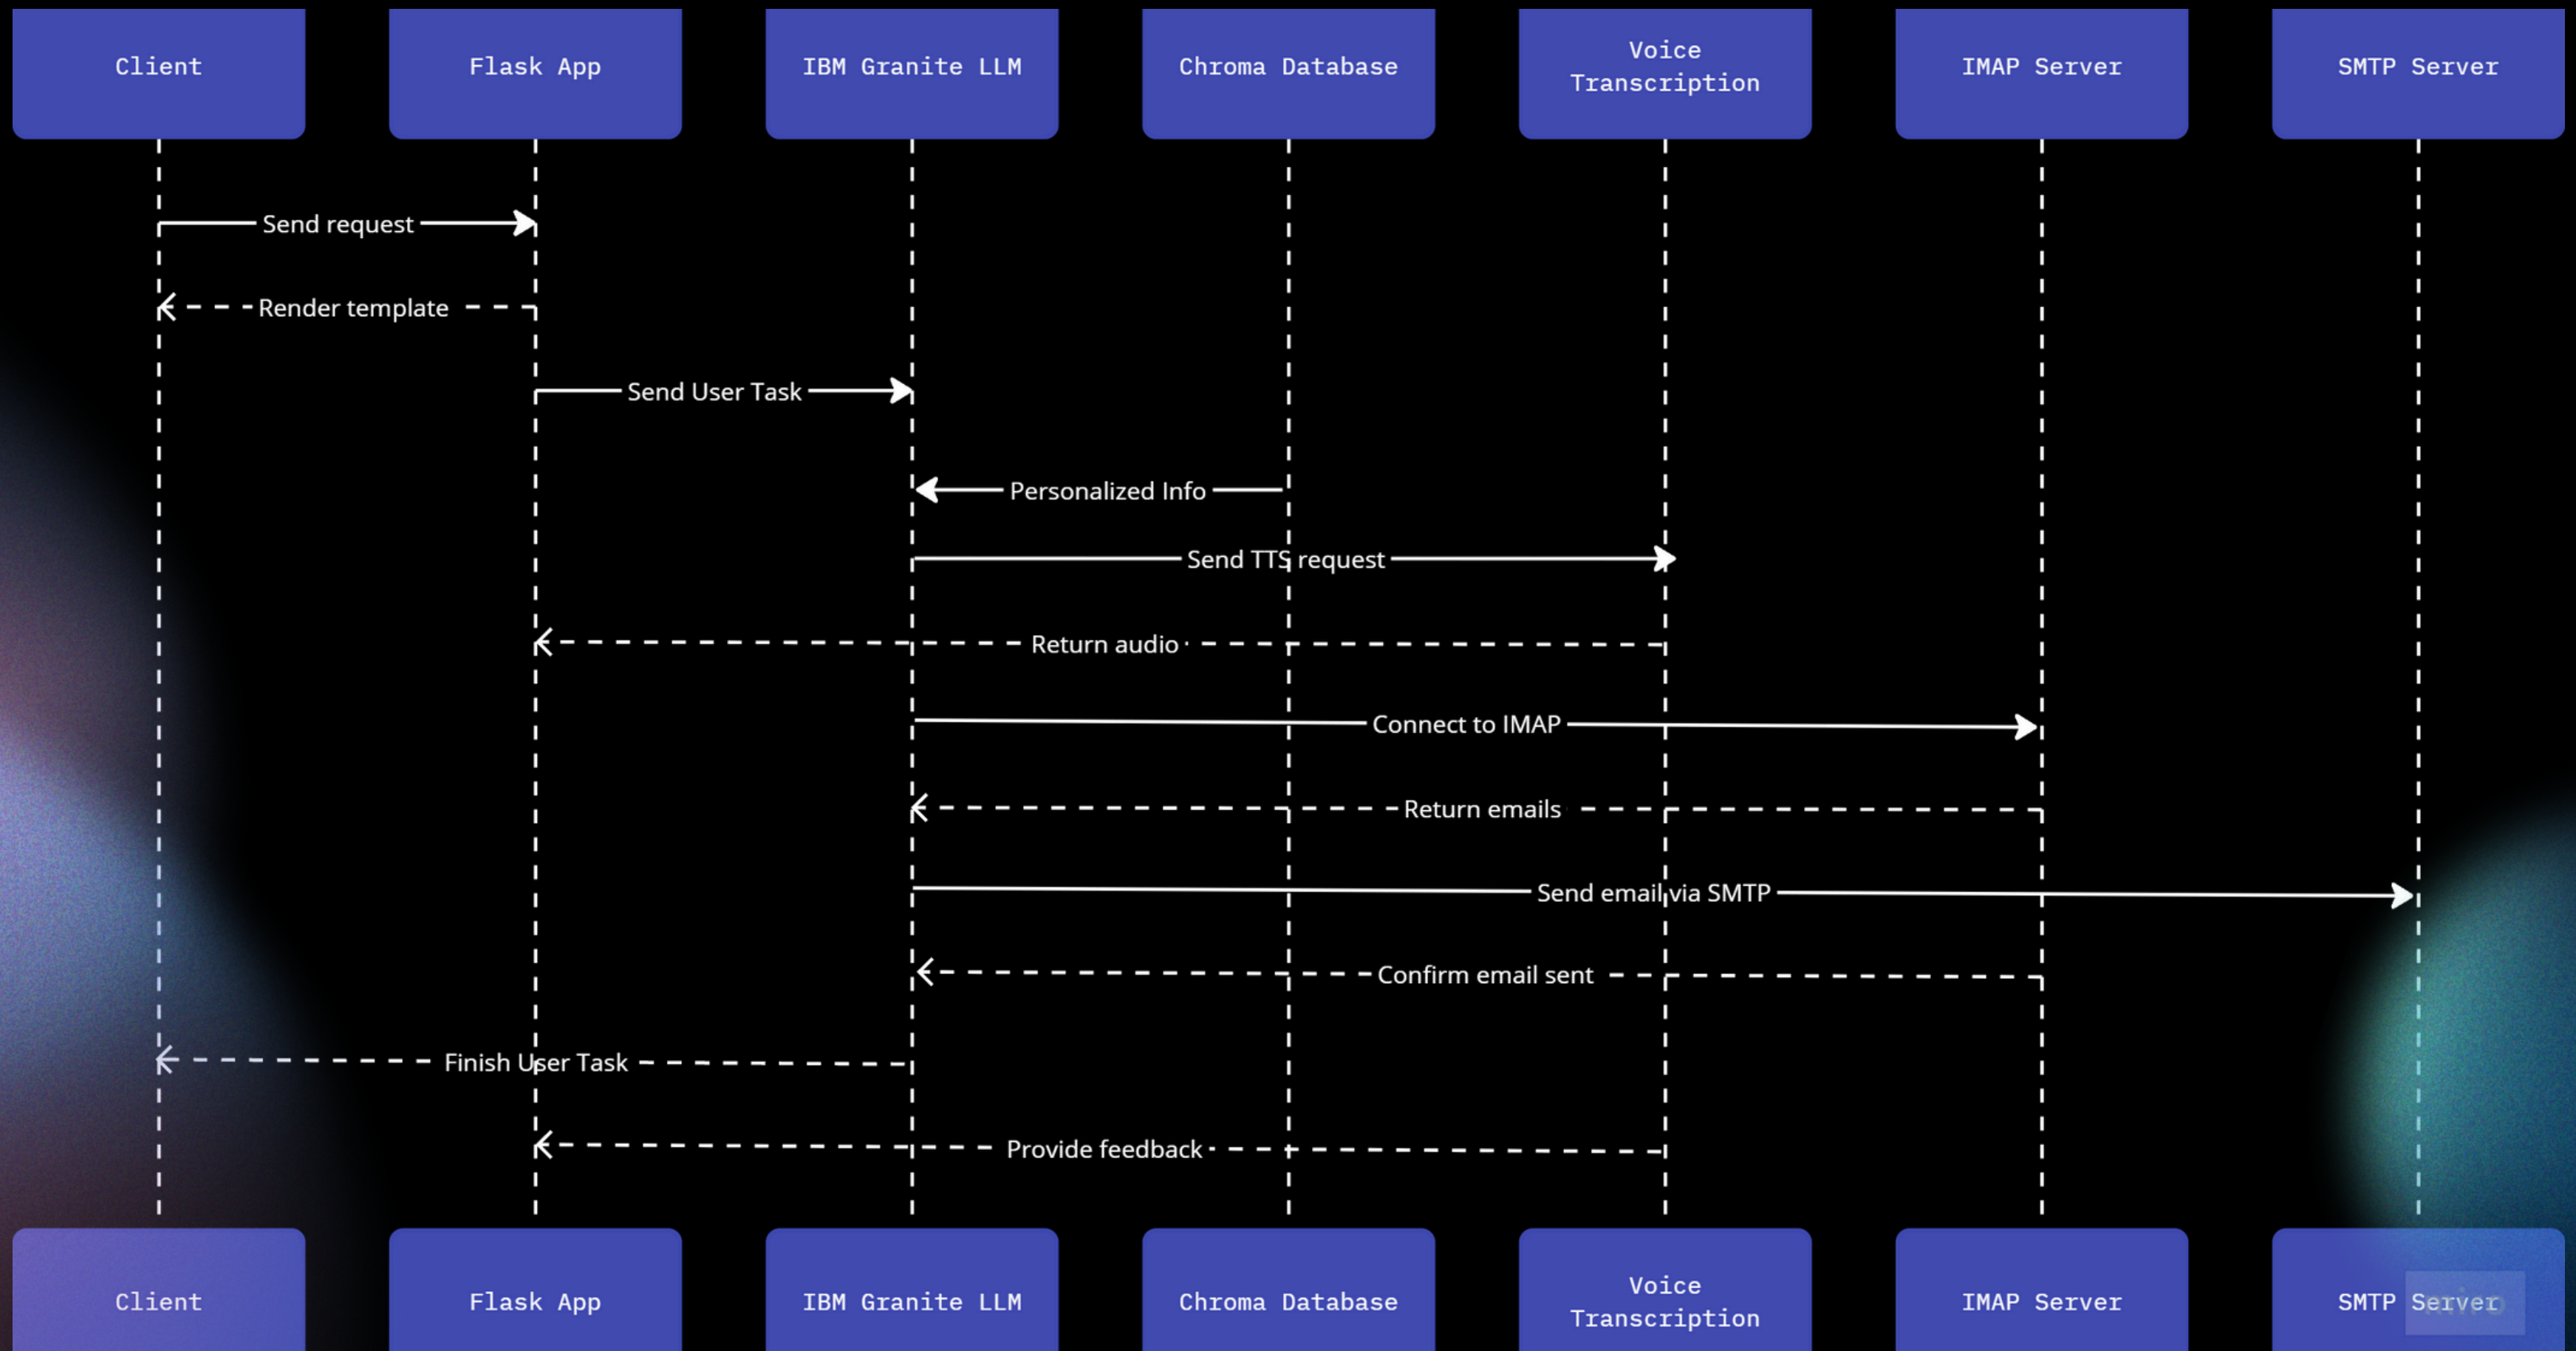 Client
Flask App
IBM Granite LLM
Chroma Database
Voice
Transcription
IMAP Server
SMTP Server
Send request
Render template
Send User Task
Personalized Info
Send TTS request
Return audio
Connect to IMAP
Return emails
Send email via SMTP
Confirm email sent
Finish User Task
Provide feedback
Client
Flask App
IBM Granite LLM
Chroma Database
Voice
Transcription
IMAP Server
SMTP Server
miro